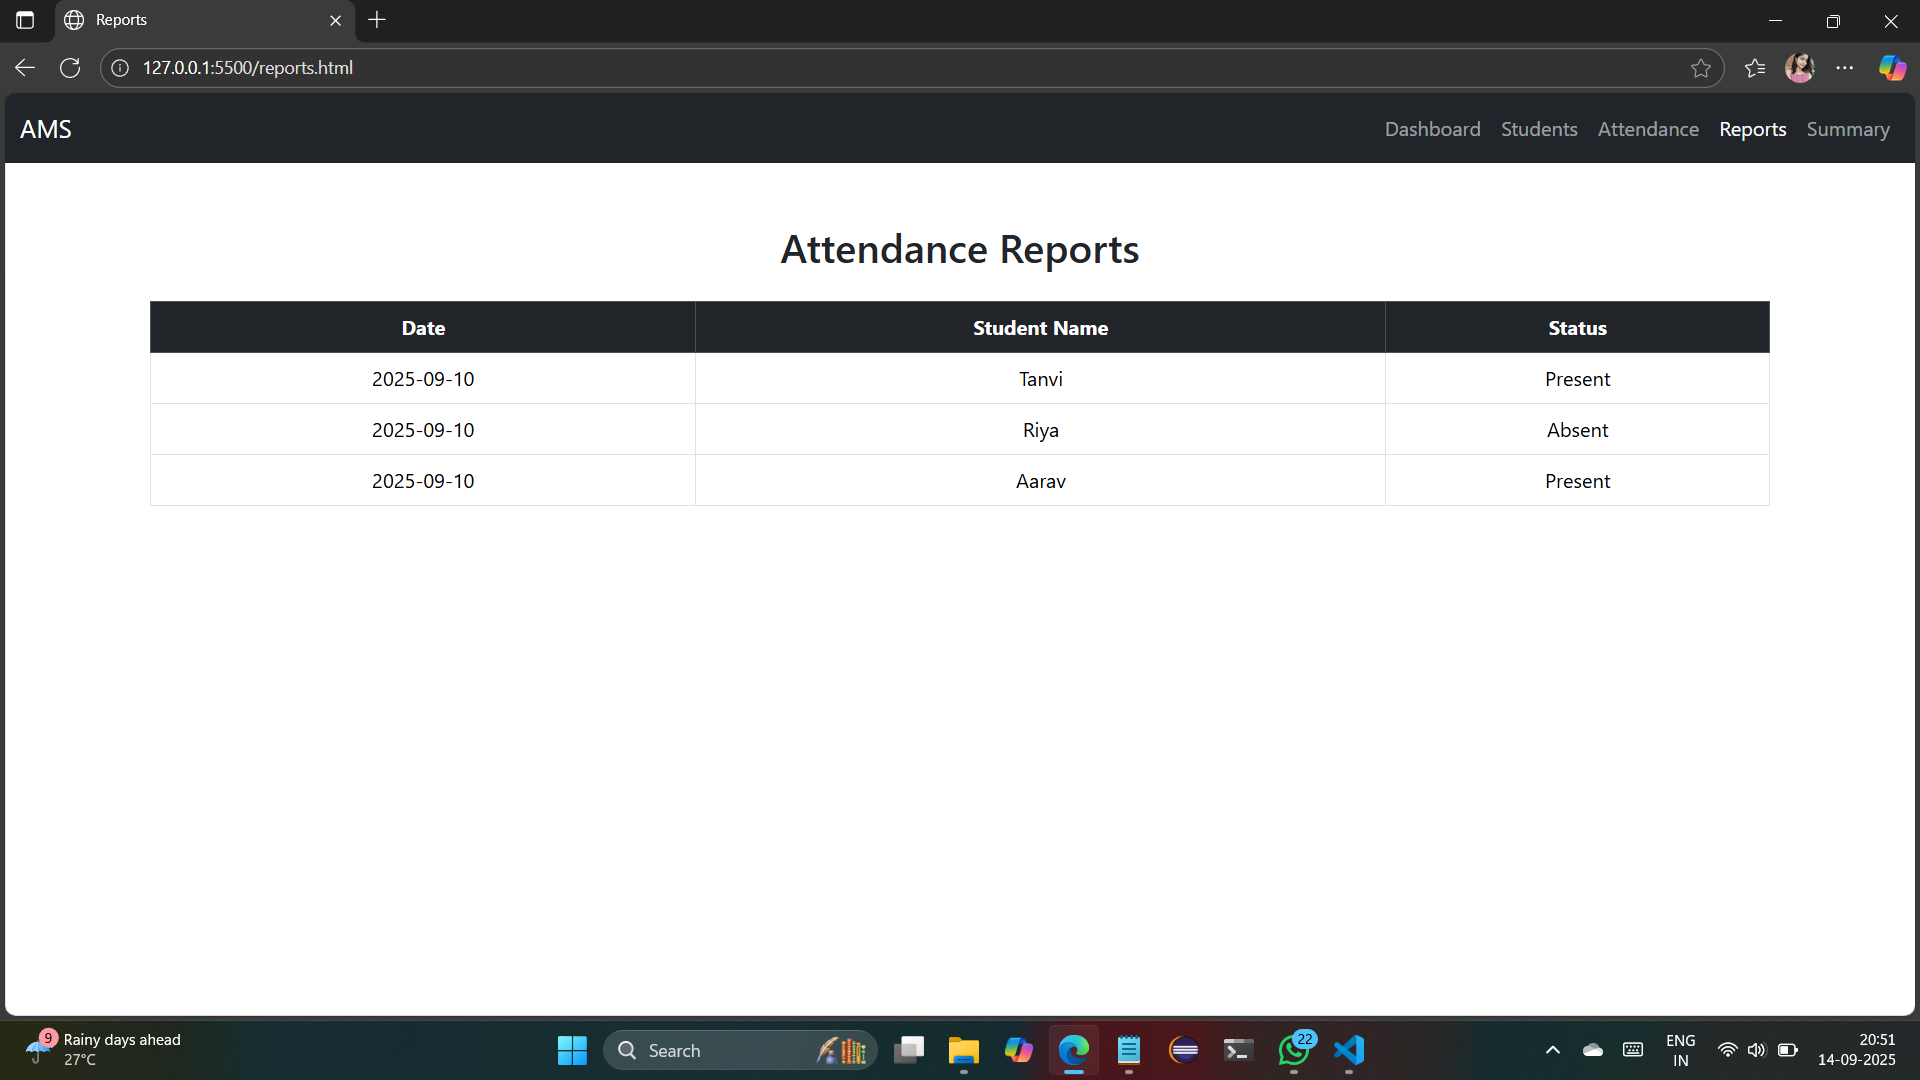 Reports
127.0.0.1:5500/reports.html
AMS
Dashboard Students Attendance Reports Summary
Attendance Reports
Date Student Name Status
2025-09-10 Tanvi Present
2025-09-10 Riya Absent
2025-09-10 Aarav Present
9
Rainy days ahead
27°C
Search
22
ENG
IN
20:51
14-09-2025